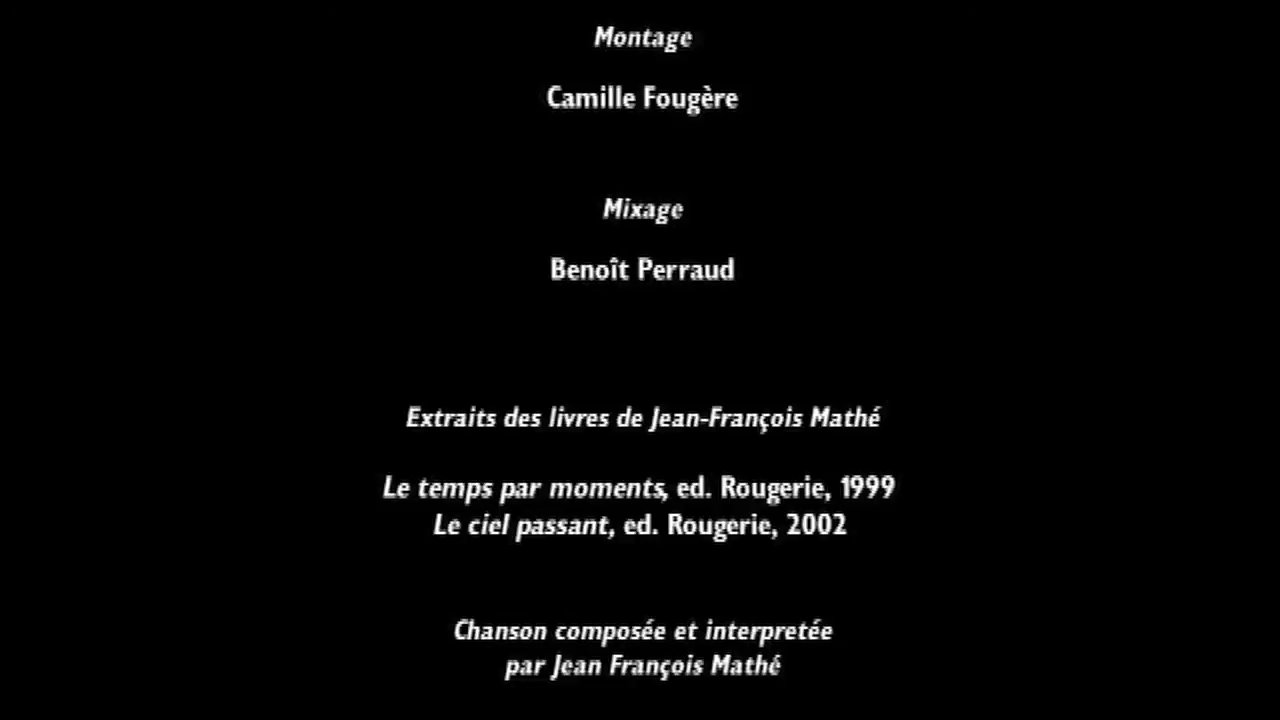 Montage
Camille Fougère
Mixage
Benoît Perraud
Extraits des livres de Jean-François Mathé
Le temps par moments, ed. Rougerie, 1999
Le ciel passant, ed. Rougerie, 2002
Chanson composée et interpretée
par Jean François Mathé